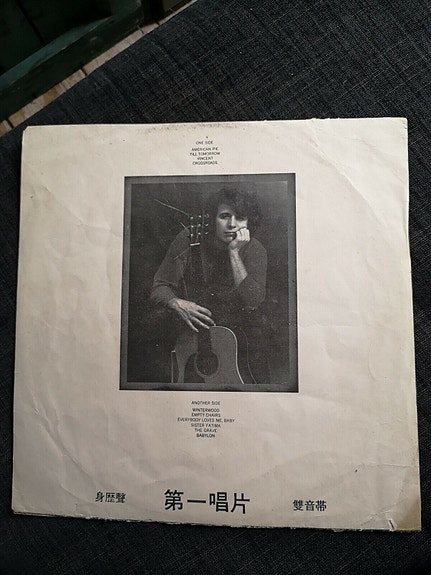 ONE SIDE
AMERICAN PIE
TILL TOMORROW
VINCENT
CROSSROADS
ANOTHER SIDE
WINTERWOOD
EMPTY CHAIRS
EVERYBODY LOVES ME, BABY
SISTER FATIMA
THE GRAVE
BABYLON
身歷聲 第一唱片 雙音帶